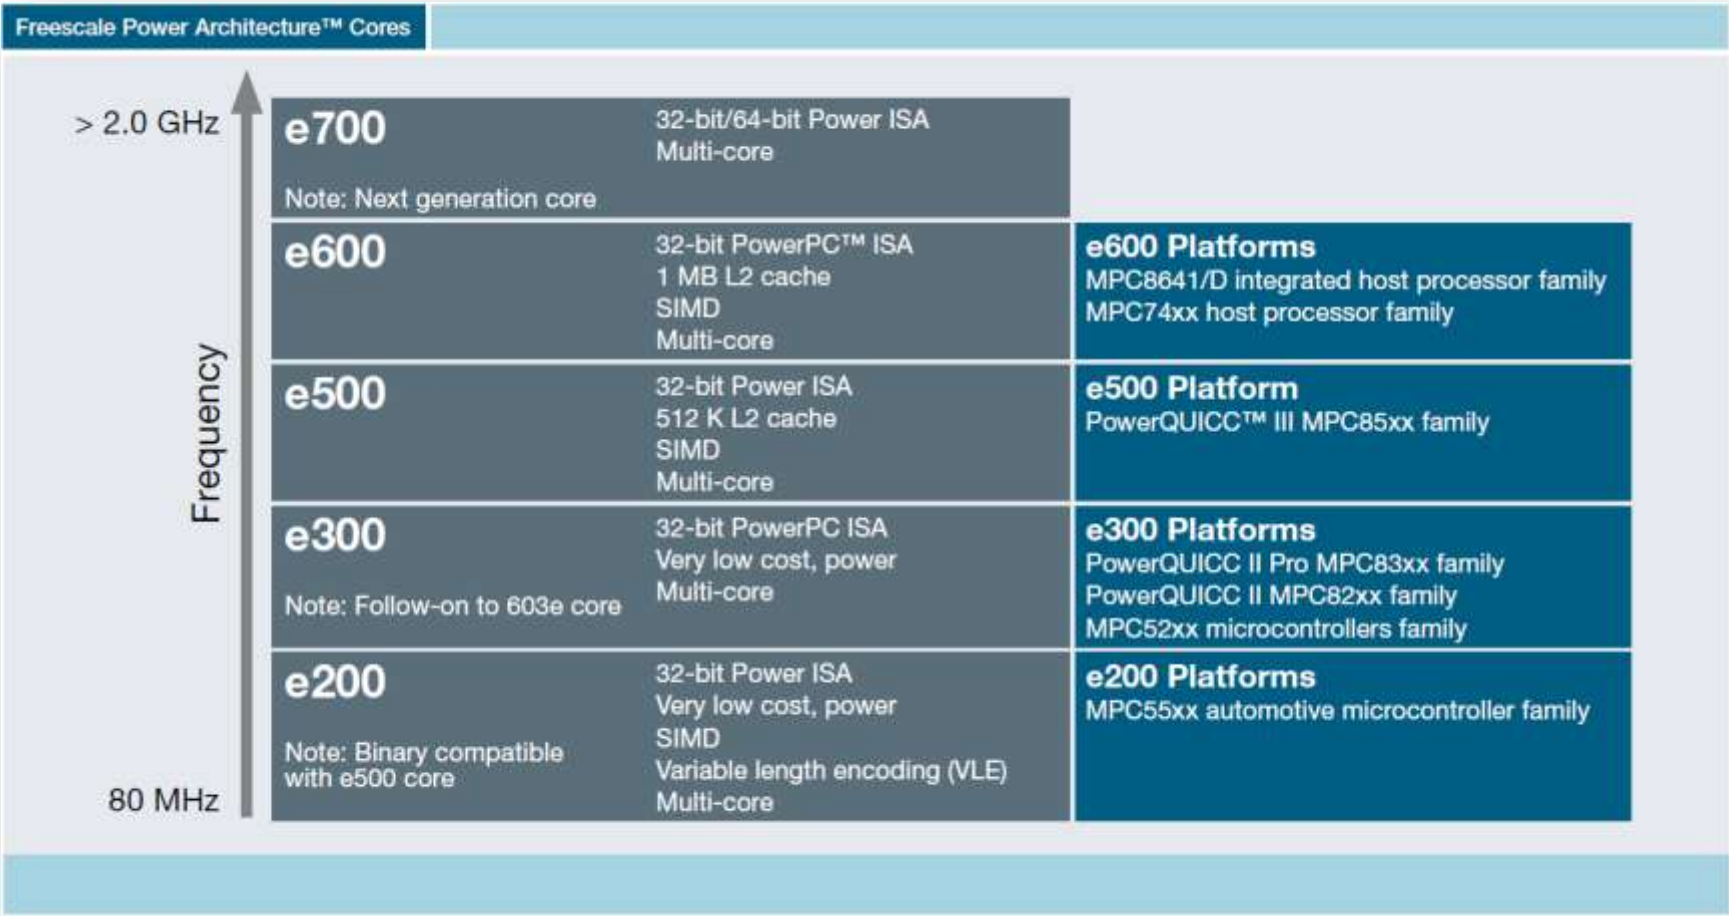 Freescale Power Architecture™ Cores
> 2.0 GHz
Frequency
80 MHz
e700
Note: Next generation core
32-bit/64-bit Power ISA
Multi-core
e600
32-bit PowerPC™ ISA
1 MB L2 cache
SIMD
Multi-core
e600 Platforms
MPC8641/D integrated host processor family
MPC74xx host processor family
e500
32-bit Power ISA
512 K L2 cache
SIMD
Multi-core
e500 Platform
PowerQUICC™ III MPC85xx family
e300
Note: Follow-on to 603e core
32-bit PowerPC ISA
Very low cost, power
Multi-core
e300 Platforms
PowerQUICC II Pro MPC83xx family
PowerQUICC II MPC82xx family
MPC52xx microcontrollers family
e200
Note: Binary compatible
with e500 core
32-bit Power ISA
Very low cost, power
SIMD
Variable length encoding (VLE)
Multi-core
e200 Platforms
MPC55xx automotive microcontroller family